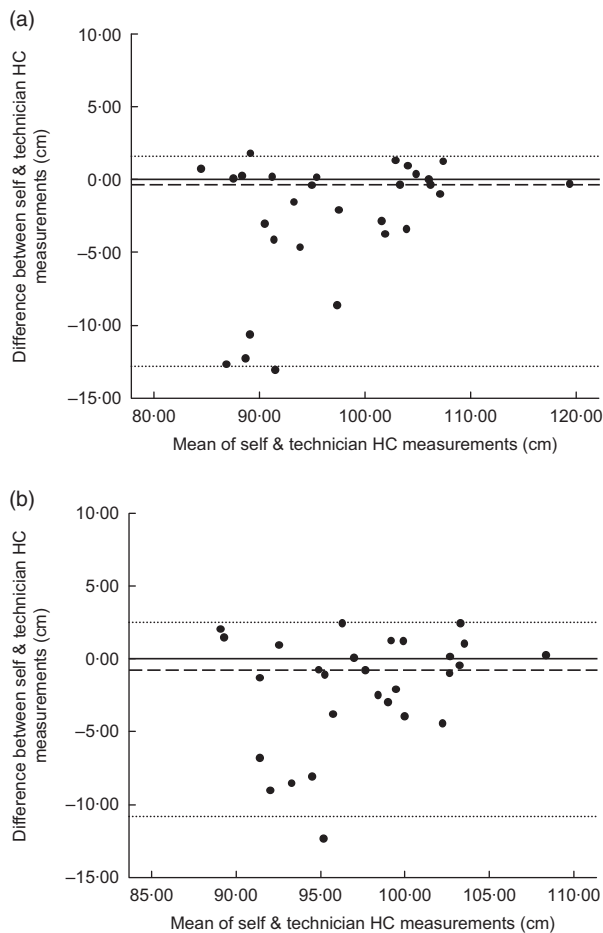 (a)
10·00
5·00
0·00
–5·00
–10·00
–15·00
80·00 90·00 100·00 110·00 120·00
Difference between self & technician HC
measurements (cm)
Mean of self & technician HC measurements (cm)
(b)
10·00
5·00
0·00
–5·00
–10·00
–15·00
85·00 90·00 95·00 100·00 105·00 110·00
Difference between self & technician HC
measurements (cm)
Mean of self & technician HC measurements (cm)